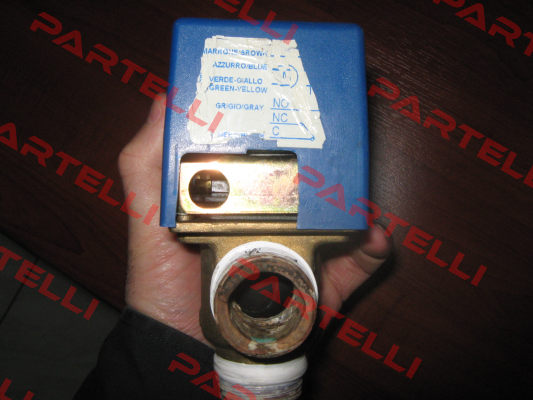 MARRONE/BROWN
AZZURRO/BLUE
VERDE-GIALLO
GREEN-YELLOW
GRIGIO/GRAY
NO
NC
C
PARTELLI
PARTELLI
PARTELLI
PARTELLI
PARTELLI
PARTELLI
PARTELLI